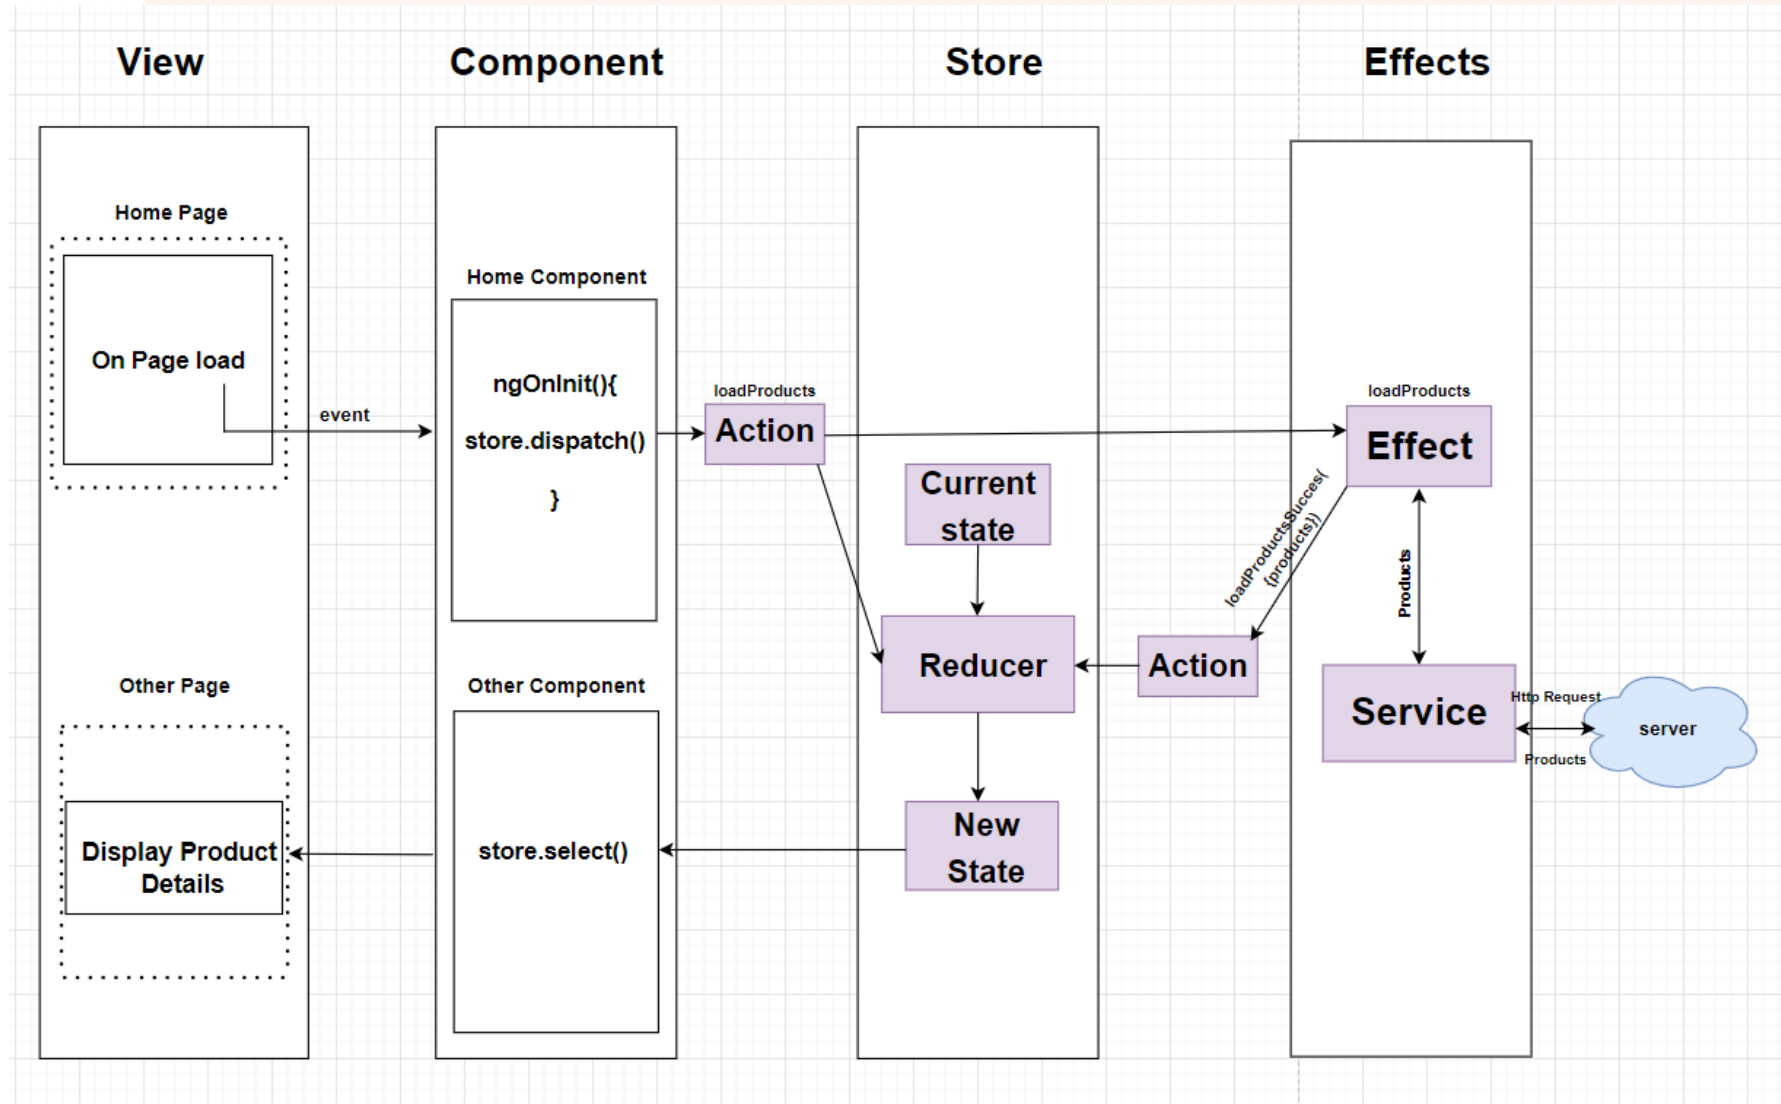 View
Component
Store
Effects
Home Page
On Page load
event
Home Component
ngOnInit(){
store.dispatch()
}
loadProducts
Action
Current
state
loadProducts
Effect
loadProductsSucces(
{products})
Products
Reducer
Action
Service
Http Request
Products
server
Other Page
Display Product
Details
Other Component
store.select()
New
State